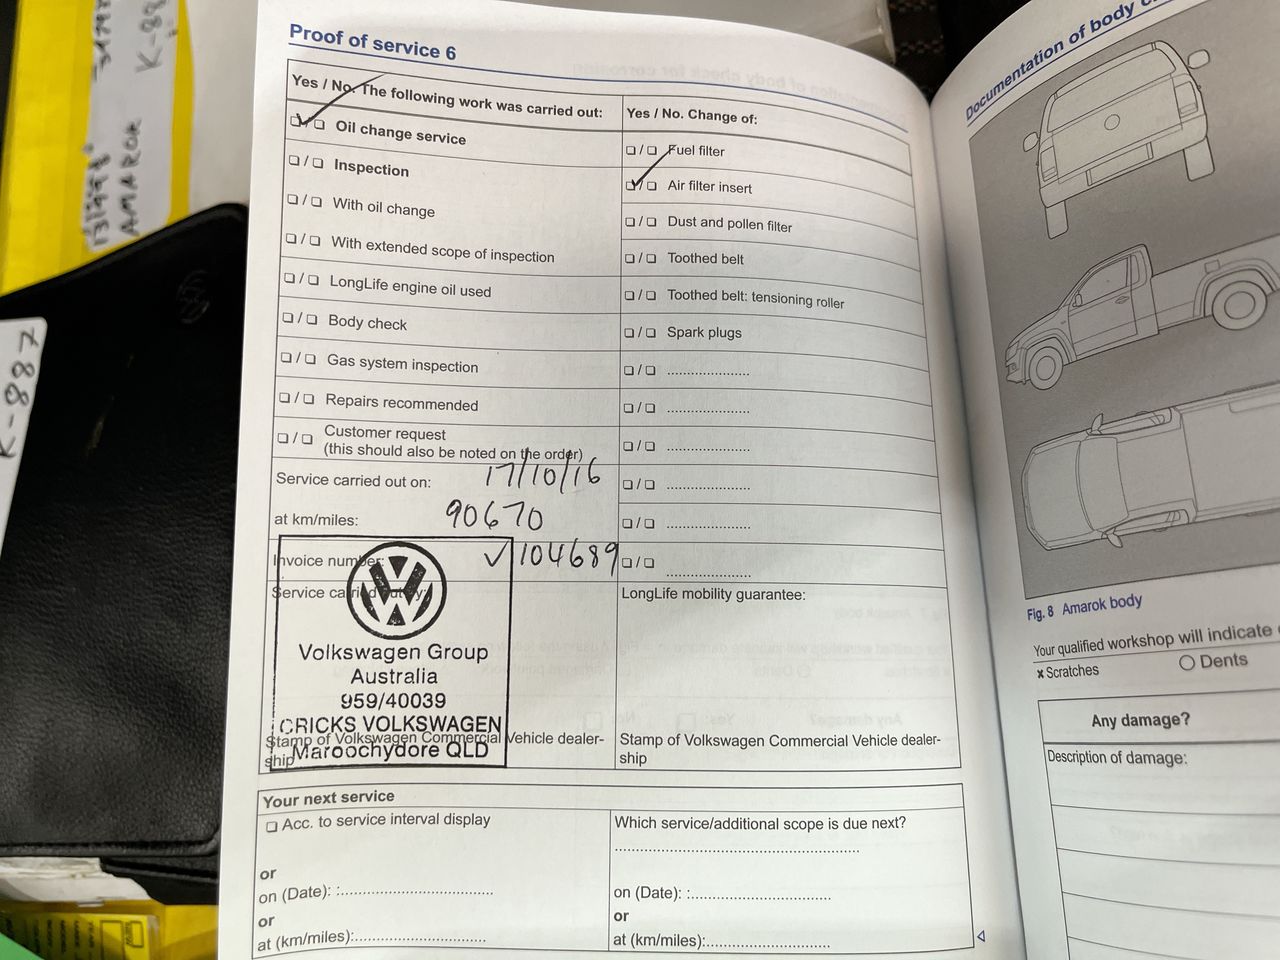 Proof of service 6
Yes / No. The following work was carried out:
Oil change service
Inspection
With oil change
With extended scope of inspection
LongLife engine oil used
Body check
Gas system inspection
Repairs recommended
Customer request
(this should also be noted on the order)
Service carried out on: 17/10/16
at km/miles: 90670
Invoice number: ✓104689
Service carried out by:
Volkswagen Group
Australia
959/40039
CRICKS VOLKSWAGEN
Maroochydore QLD
Stamp of Volkswagen Commercial Vehicle dealer-
ship
Yes / No. Change of:
Fuel filter
Air filter insert
Dust and pollen filter
Toothed belt
Toothed belt: tensioning roller
Spark plugs
LongLife mobility guarantee:
Stamp of Volkswagen Commercial Vehicle dealer-
ship
Your next service
Acc. to service interval display
or
on (Date): :
or
at (km/miles):
Which service/additional scope is due next?
on (Date): :
or
at (km/miles):
Documentation of body
Fig. 8 Amarok body
Your qualified workshop will indicate
× Scratches
Dents
Any damage?
Description of damage:
AMAROK
K-887